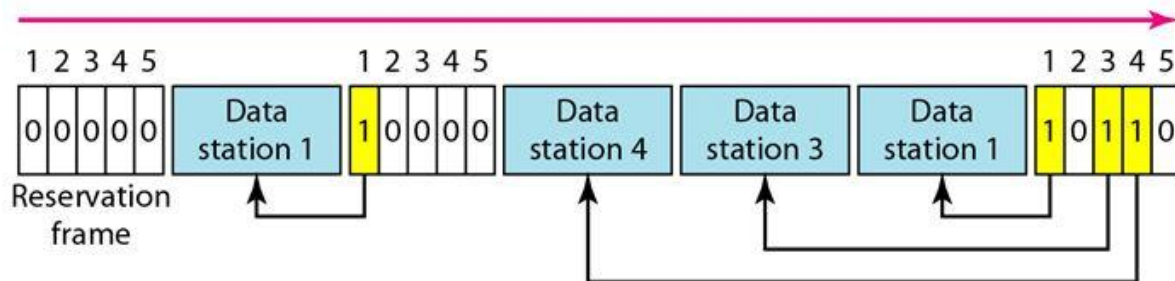 1 2 3 4 5 1 2 3 4 5 1 2 3 4 5
0 0 0 0 0 Data station 1 1 0 0 0 0 Data station 4 Data station 3 Data station 1 1 0 1 1 0
Reservation
frame